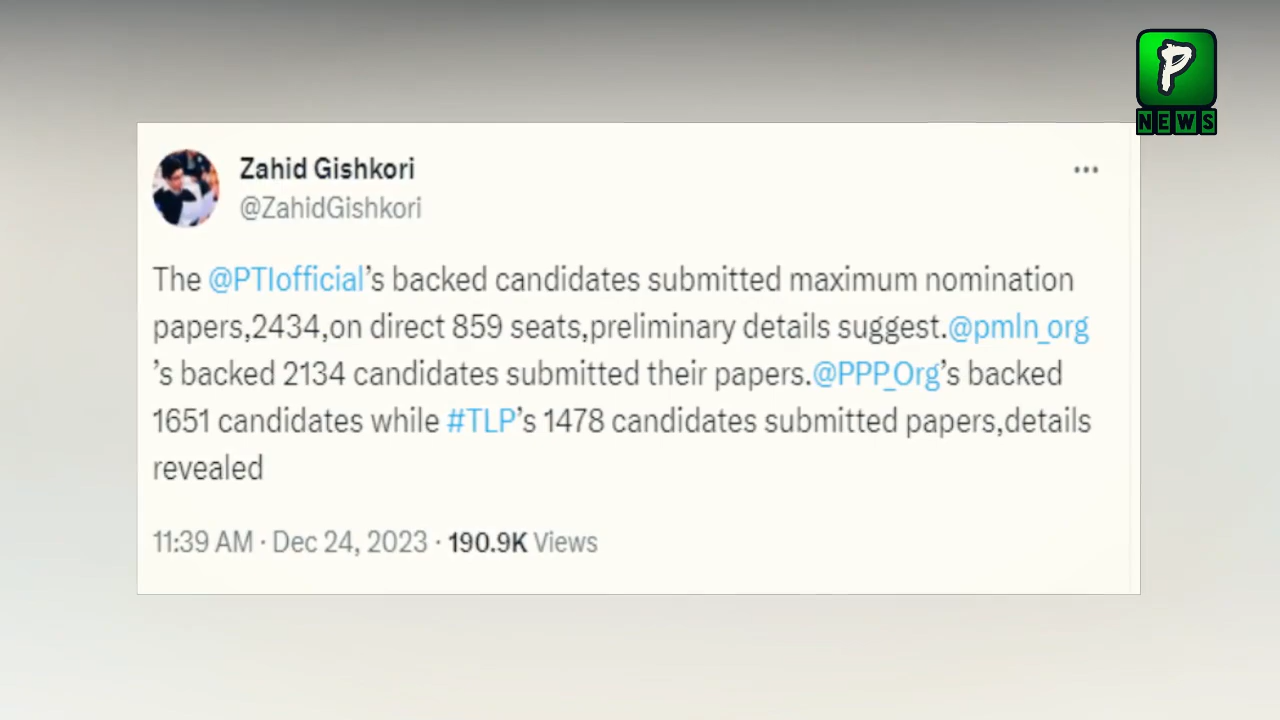 P
NEWS
Zahid Gishkori
@ZahidGishkori
The @PTIofficial's backed candidates submitted maximum nomination
papers,2434,on direct 859 seats,preliminary details suggest.@pmln_org
's backed 2134 candidates submitted their papers.@PPP_Org's backed
1651 candidates while #TLP's 1478 candidates submitted papers,details
revealed
11:39 AM · Dec 24, 2023 · 190.9K Views